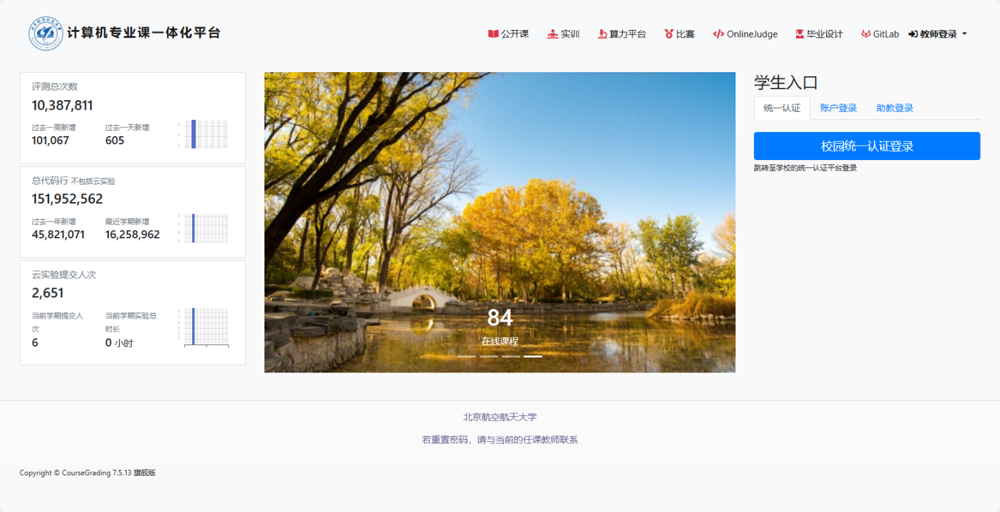 计算机专业课一体化平台
公开课 实训 算力平台 比赛 OnlineJudge 毕业设计 GitLab 教师登录
评测总次数
10,387,811
过去一周新增 过去一天新增
101,067 605
总代码行 不包括云实验
151,952,562
过去一年新增 最近学期新增
45,821,071 16,258,962
云实验提交人次
2,651
当前学期提交人次 当前学期实验总时长
6 0 小时
84
在线课程
学生入口
统一认证 账户登录 助教登录
校园统一认证登录
跳转至学校的统一认证平台登录
北京航空航天大学
若重置密码，请与当前的任课教师联系
Copyright © CourseGrading 7.5.13 旗舰版